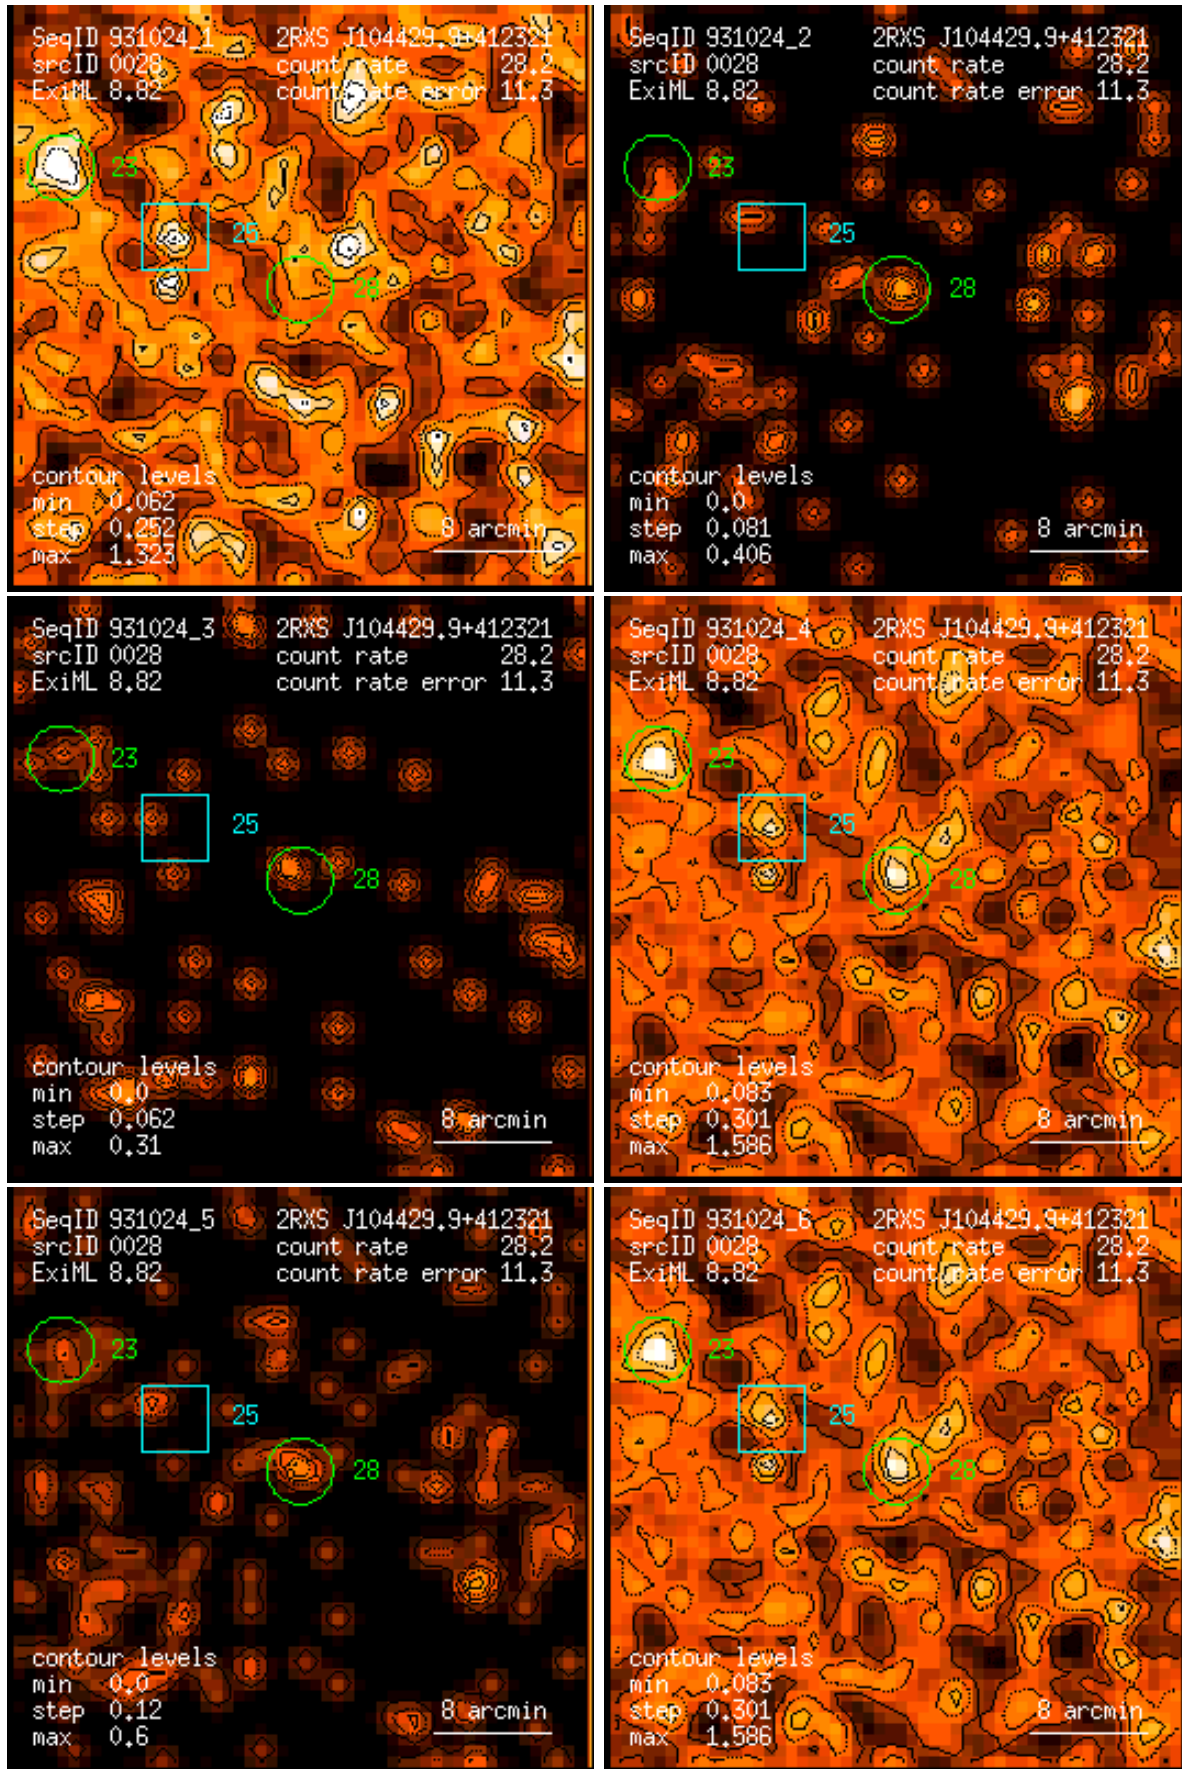 SeqID 931024_1 2RXS J104429.9+412321
srcID 0028 count rate 28.2
ExiML 8.82 count rate error 11.3
23
25
28
contour levels
min 0.062
step 0.252 8 arcmin
max 1.323
SeqID 931024_2 2RXS J104429.9+412321
srcID 0028 count rate 28.2
ExiML 8.82 count rate error 11.3
23
25
28
contour levels
min 0.0
step 0.081 8 arcmin
max 0.406
SeqID 931024_3 2RXS J104429.9+412321
srcID 0028 count rate 28.2
ExiML 8.82 count rate error 11.3
23
25
28
contour levels
min 0.0
step 0.062 8 arcmin
max 0.31
SeqID 931024_4 2RXS J104429.9+412321
srcID 0028 count rate 28.2
ExiML 8.82 count rate error 11.3
23
25
28
contour levels
min 0.083
step 0.301 8 arcmin
max 1.586
SeqID 931024_5 2RXS J104429.9+412321
srcID 0028 count rate 28.2
ExiML 8.82 count rate error 11.3
23
25
28
contour levels
min 0.0
step 0.12 8 arcmin
max 0.6
SeqID 931024_6 2RXS J104429.9+412321
srcID 0028 count rate 28.2
ExiML 8.82 count rate error 11.3
23
25
28
contour levels
min 0.083
step 0.301 8 arcmin
max 1.586